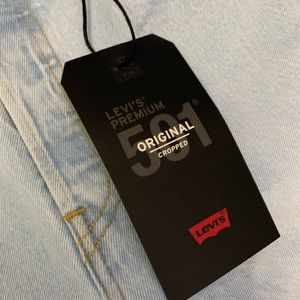 LEVI'S®
PREMIUM
501®
ORIGINAL
CROPPED
Levi's